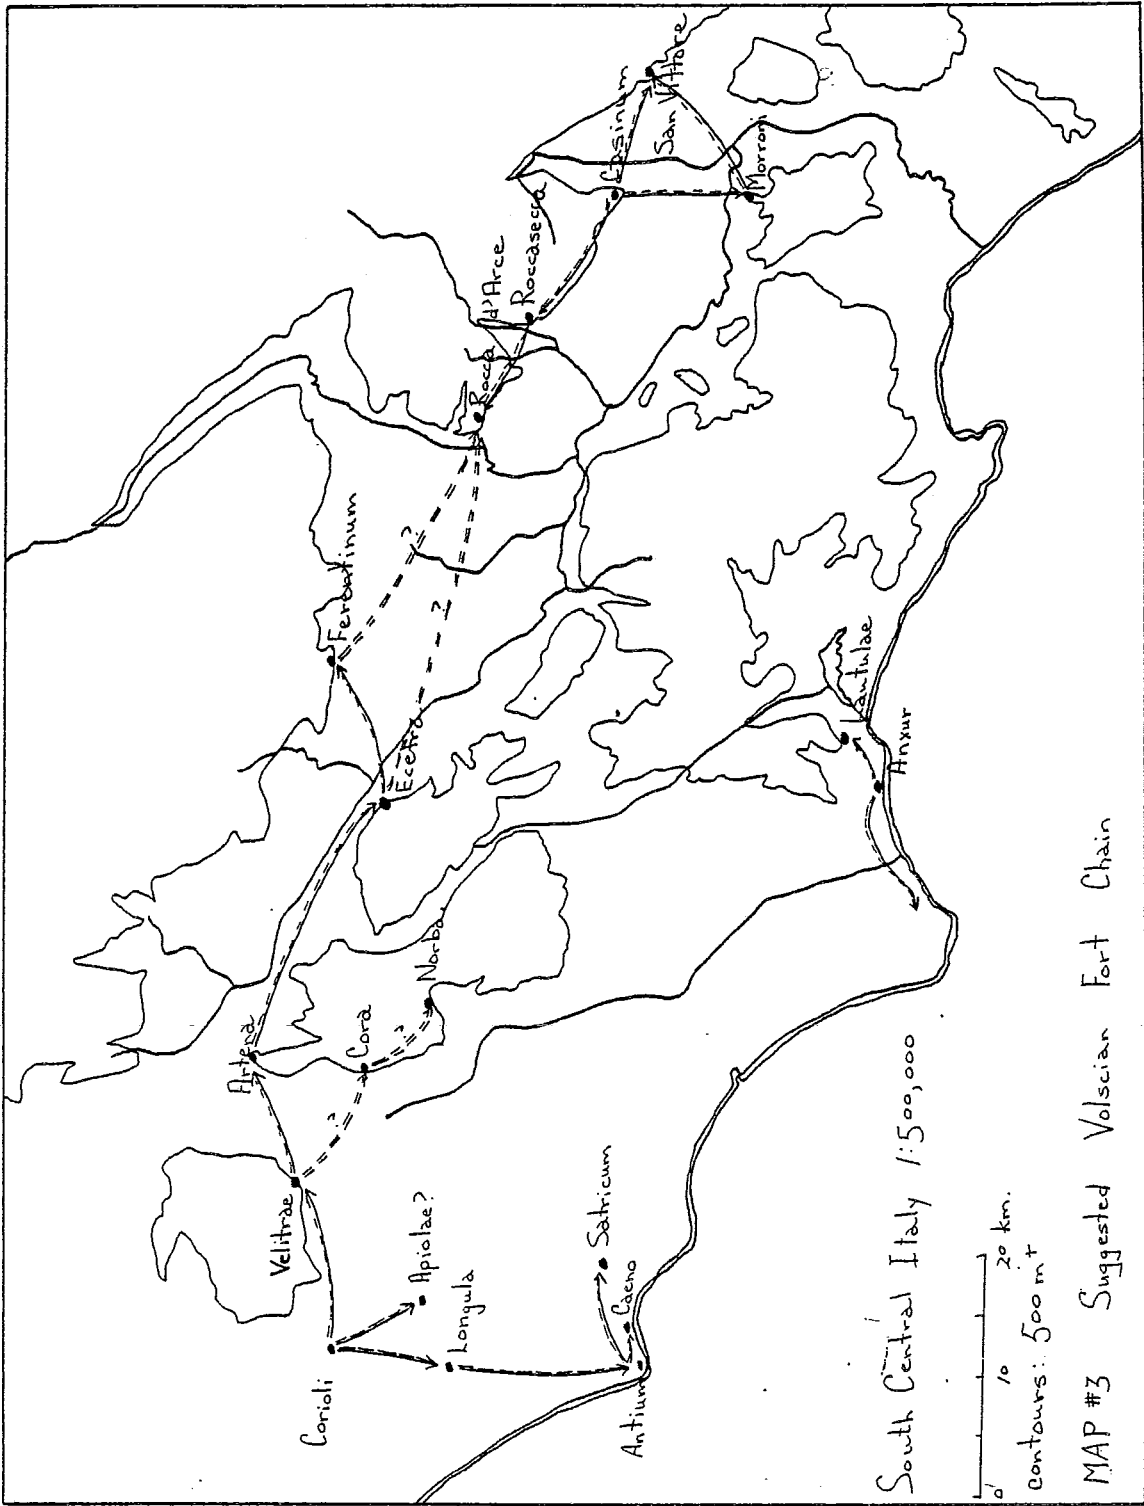 San Vittore
Casinum
Morroni
Roccasecca
Rocca d'Arce
Ferentinum
Ecetra
Lautulae
Anxur
Norba
Cora
Artena
Velitrae
Satricum
Caeno
Apiolae?
Longula
Corioli
Antium
?
?
?
?
South Central Italy 1:500,000
0 10 20 km.
contours: 500 m+
MAP #3 Suggested Volscian Fort Chain